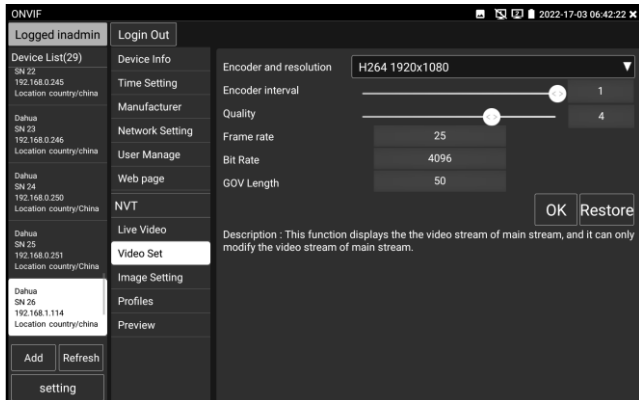 ONVIF
2022-17-03 06:42:22
Logged inadmin
Login Out
Device List(29)
SN 22
192.168.0.245
Location country/china
Dahua
SN 23
192.168.0.246
Location country/china
Dahua
SN 24
192.168.0.250
Location country/China
Dahua
SN 25
192.168.0.251
Location country/China
Dahua
SN 26
192.168.1.114
Location country/china
Add
Refresh
setting
Device Info
Time Setting
Manufacturer
Network Setting
User Manage
Web page
NVT
Live Video
Video Set
Image Setting
Profiles
Preview
Encoder and resolution H264 1920x1080
Encoder interval 1
Quality 4
Frame rate 25
Bit Rate 4096
GOV Length 50
OK Restore
Description : This function displays the the video stream of main stream, and it can only
modify the video stream of main stream.